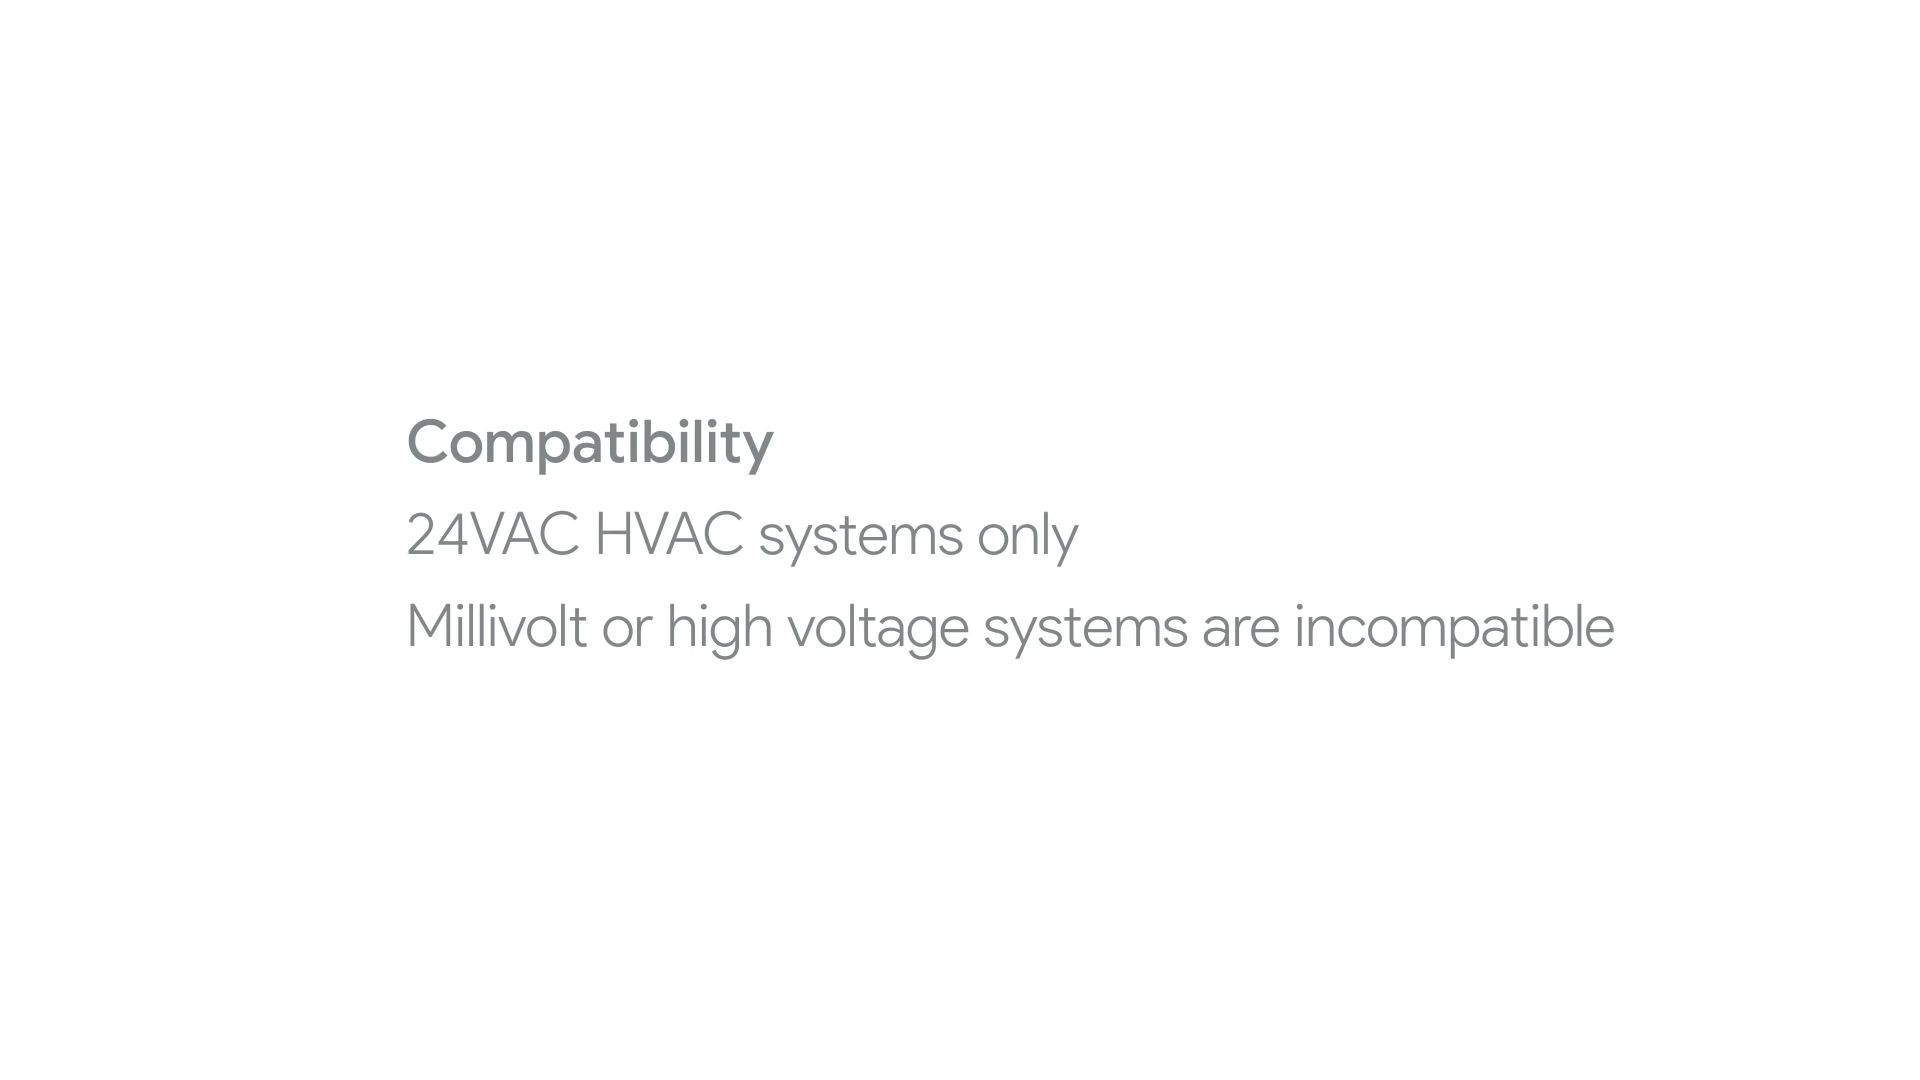 Compatibility
24VAC HVAC systems only
Millivolt or high voltage systems are incompatible